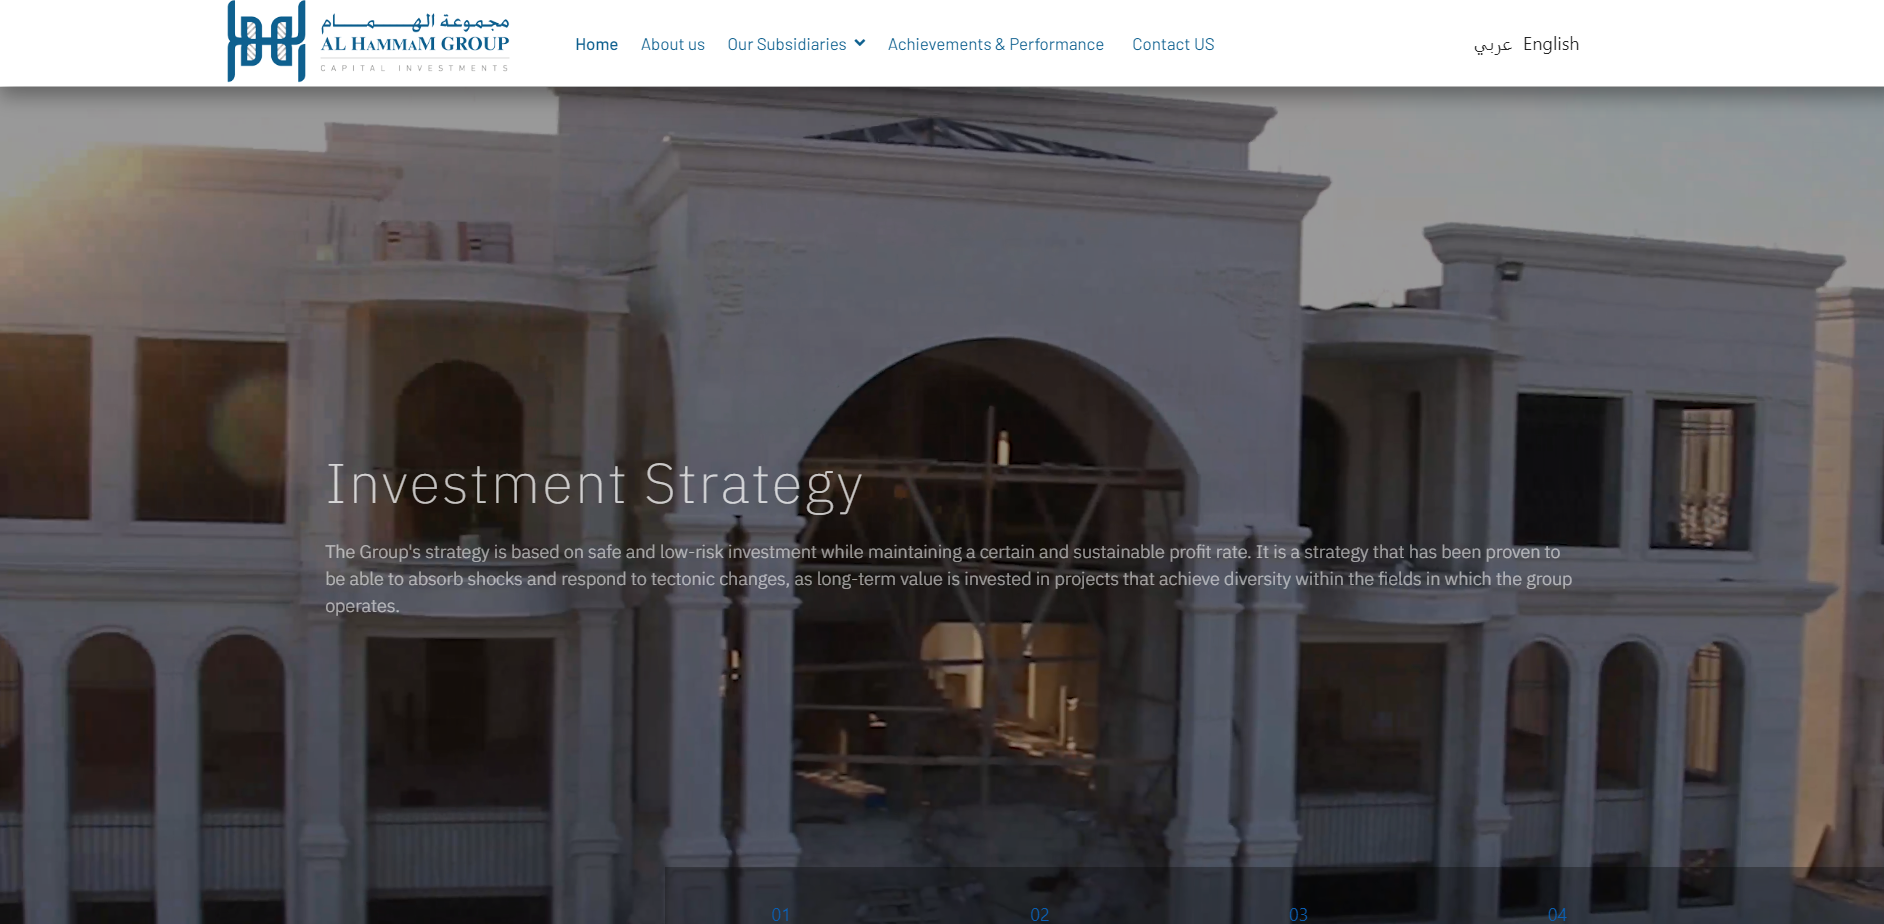 مجموعة الهمام
AL HAMMAM GROUP
CAPITAL INVESTMENTS
Home
About us
Our Subsidiaries
Achievements & Performance
Contact US
عربي
English
Investment Strategy
The Group's strategy is based on safe and low-risk investment while maintaining a certain and sustainable profit rate. It is a strategy that has been proven to
be able to absorb shocks and respond to tectonic changes, as long-term value is invested in projects that achieve diversity within the fields in which the group
operates.
01
02
03
04